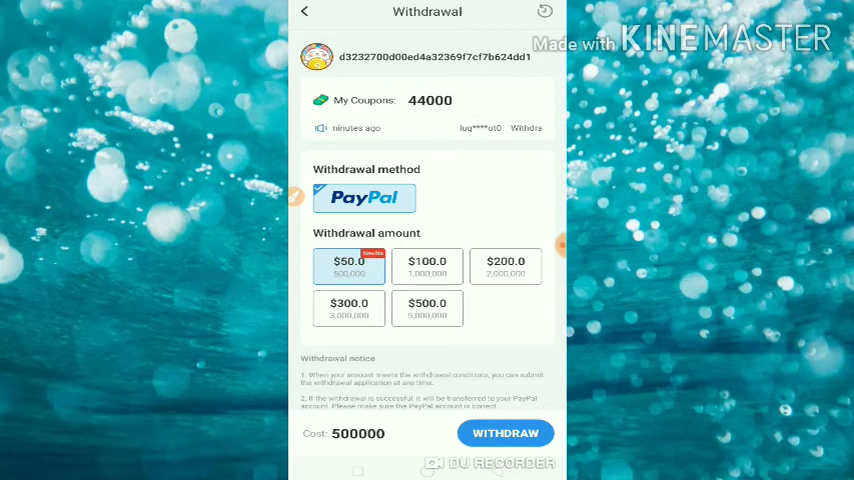 Withdrawal
Made with KINEMASTER
d3232700d00ed4a32369f7cf7b624dd1
My Coupons: 44000
minutes ago luq****ot0 Withdra
Withdrawal method
PayPal
Withdrawal amount
$50.0 $100.0 $200.0
500,000 1,000,000 2,000,000
$300.0 $500.0
3,000,000 5,000,000
Withdrawal notice
1. When your amount meets the withdrawal conditions, you can submit
the withdrawal application at any time.
2. If the withdrawal is successful, it will be transferred to your PayPal
account. Please make sure the PayPal account is correct.
Cost: 500000 WITHDRAW
DU RECORDER